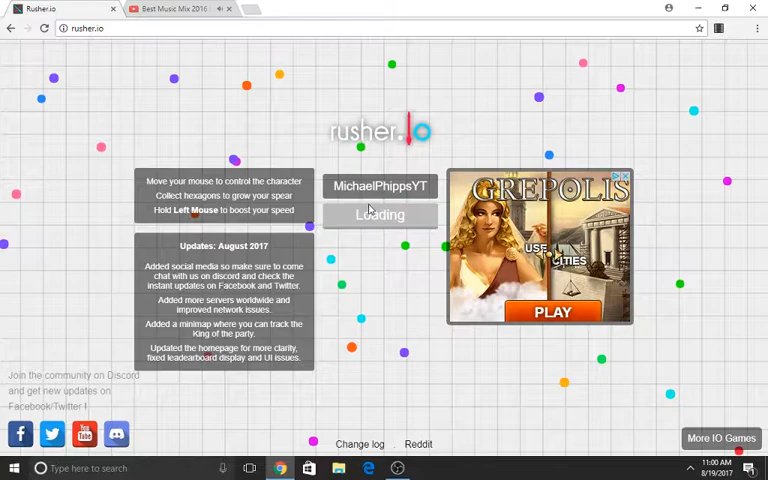 Rusher.io
Best Music Mix 2016
rusher.io
rusher.io
Move your mouse to control the character
Collect hexagons to grow your spear
Hold Left Mouse to boost your speed
MichaelPhippsYT
Loading
Updates: August 2017
Added social media so make sure to come
chat with us on discord and check the
instant updates on Facebook and Twitter.
Added more servers worldwide and
improved network issues.
Added a minimap where you can track the
King of the party.
Updated the homepage for more clarity,
fixed learearboard display and UI issues.
GREPOLIS
USE
CITIES
PLAY
Join the community on Discord
and get new updates on
Facebook/Twitter !
You
Tube
Change log . Reddit
More IO Games
Type here to search
11:00 AM
8/19/2017